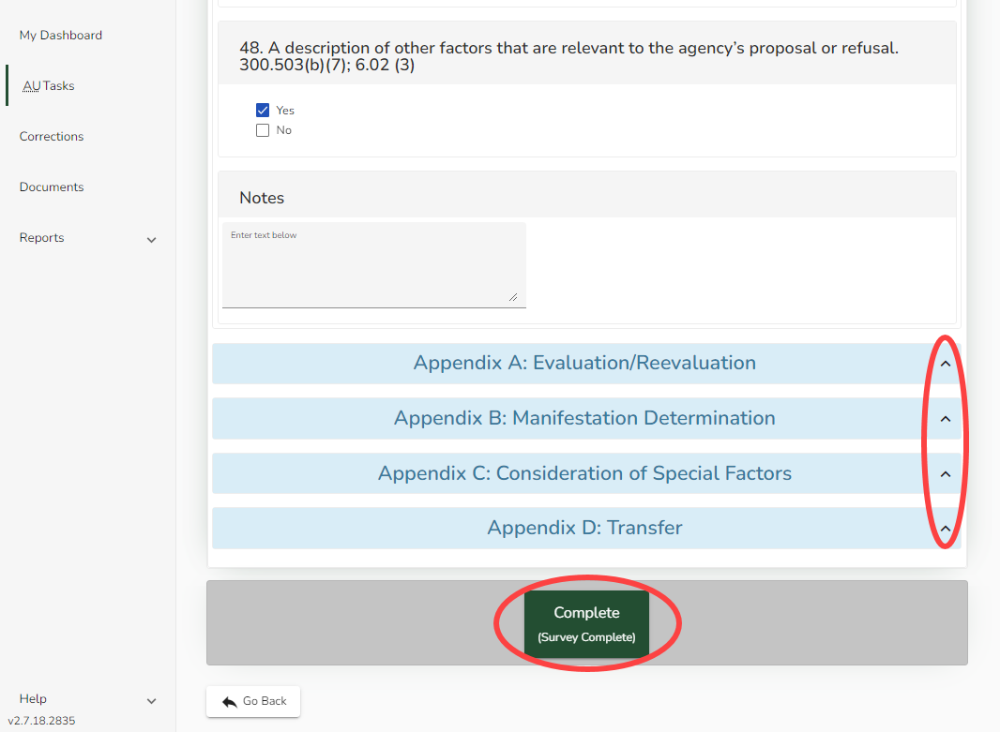 My Dashboard
AU Tasks
Corrections
Documents
Reports
Help
v2.7.18.2835
48. A description of other factors that are relevant to the agency’s proposal or refusal.
300.503(b)(7); 6.02 (3)
Yes
No
Notes
Enter text below
Appendix A: Evaluation/Reevaluation
Appendix B: Manifestation Determination
Appendix C: Consideration of Special Factors
Appendix D: Transfer
Complete
(Survey Complete)
Go Back